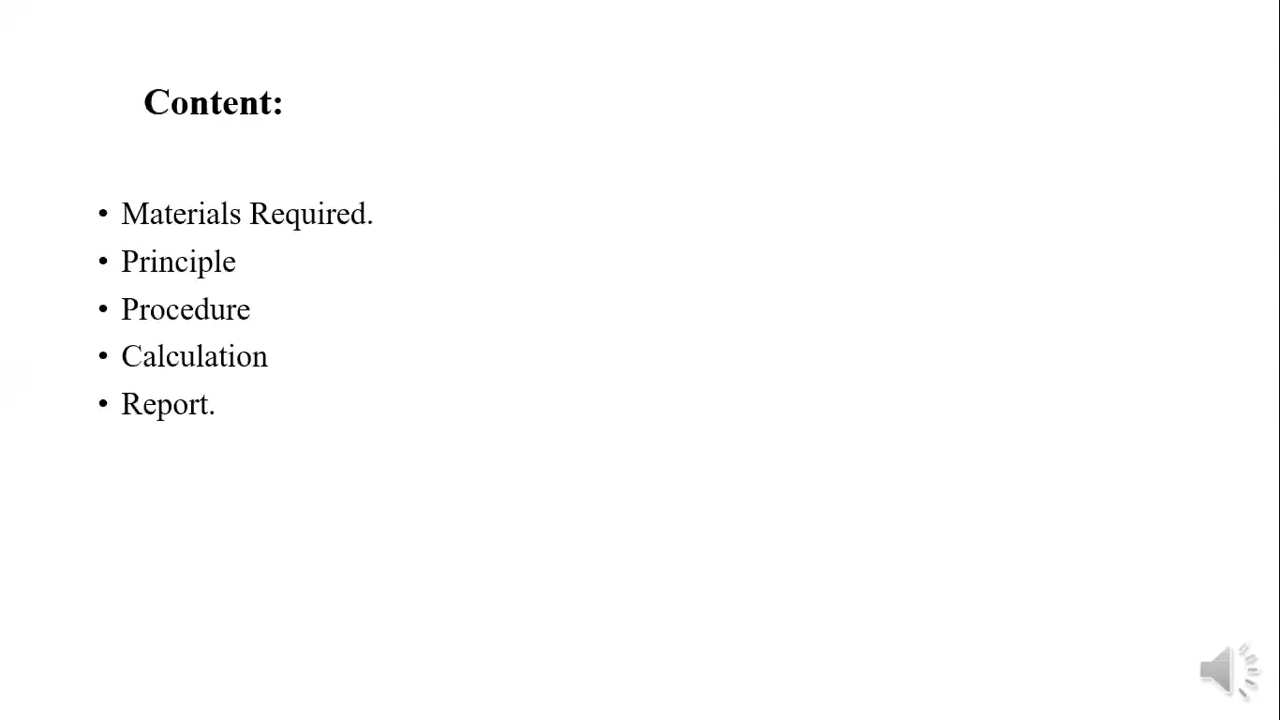 Content:
• Materials Required.
• Principle
• Procedure
• Calculation
• Report.